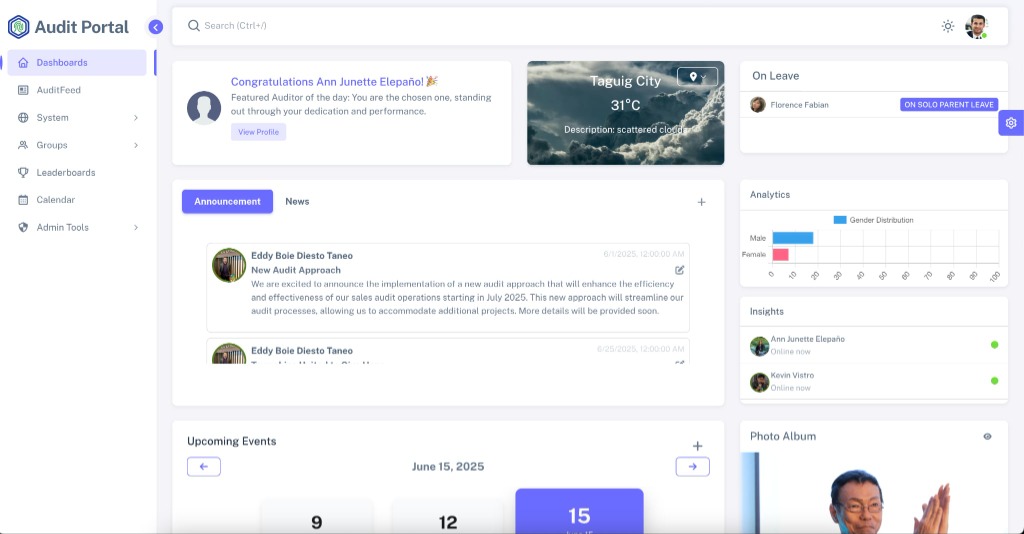 Audit Portal
Search (Ctrl+/)
Dashboards
AuditFeed
System
Groups
Leaderboards
Calendar
Admin Tools
Congratulations Ann Junette Elepaño! 🎉
Featured Auditor of the day: You are the chosen one, standing
out through your dedication and performance.
View Profile
Taguig City
31°C
Description: scattered clouds
On Leave
Florence Fabian
ON SOLO PARENT LEAVE
Announcement
News
Eddy Boie Diesto Taneo
6/1/2025, 12:00:00 AM
New Audit Approach
We are excited to announce the implementation of a new audit approach that will enhance the efficiency
and effectiveness of our sales audit operations starting in July 2025. This new approach will streamline our
audit processes, allowing us to accommodate additional projects. More details will be provided soon.
Eddy Boie Diesto Taneo
6/25/2025, 12:00:00 AM
Analytics
Gender Distribution
Male
Female
0 10 20 30 40 50 60 70 80 90 100
Insights
Ann Junette Elepaño
Online now
Kevin Vistro
Online now
Upcoming Events
June 15, 2025
9
12
15
Photo Album